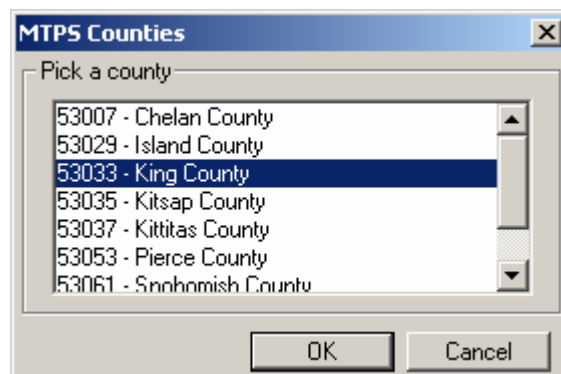 MTPS Counties
Pick a county
53007 - Chelan County
53029 - Island County
53033 - King County
53035 - Kitsap County
53037 - Kittitas County
53053 - Pierce County
53061 - Snohomish County
OK Cancel